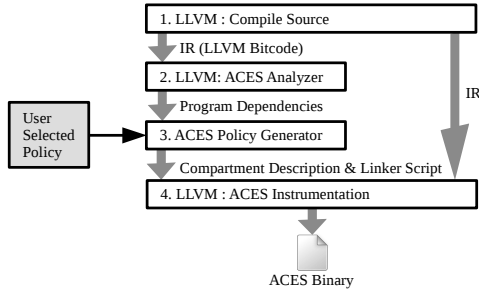 1. LLVM : Compile Source
IR (LLVM Bitcode)
2. LLVM: ACES Analyzer
IR
Program Dependencies
User
Selected
Policy
3. ACES Policy Generator
Compartment Description & Linker Script
4. LLVM : ACES Instrumentation
ACES Binary